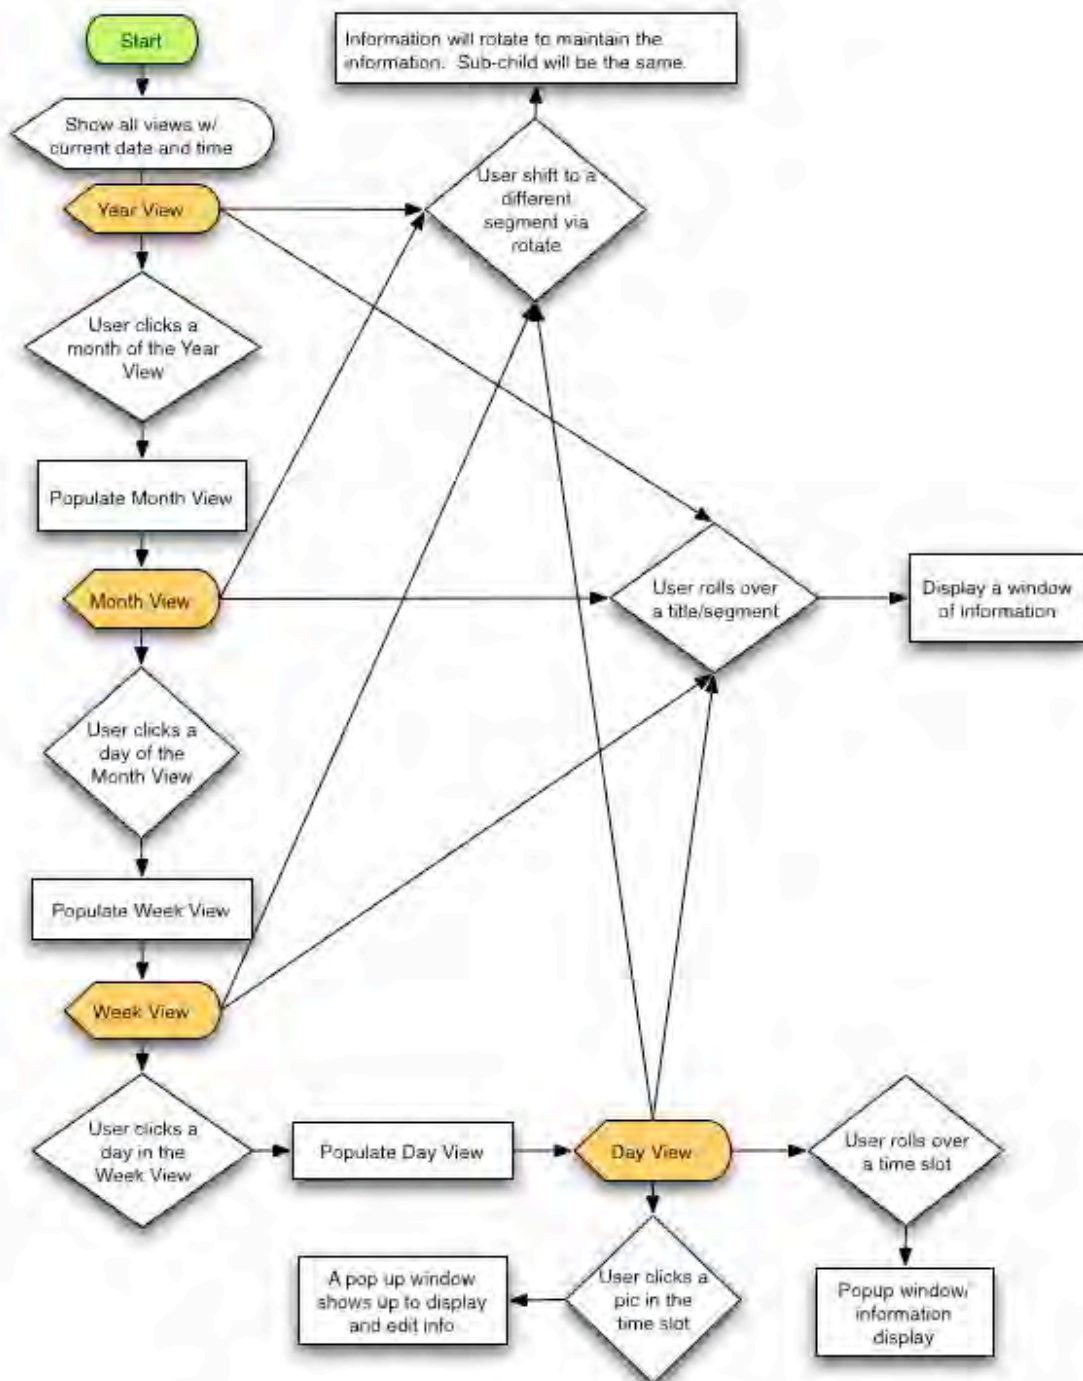 Start
Information will rotate to maintain the
information. Sub-child will be the same.
Show all views w/
current date and time
User shift to a
different
segment via
rotate
Year View
User clicks a
month of the Year
View
Populate Month View
Month View
User rolls over
a title/segment
Display a window
of information
User clicks a
day of the
Month View
Populate Week View
Week View
User clicks a
day in the
Week View
Populate Day View
Day View
User rolls over
a time slot
A pop up window
shows up to display
and edit info.
User clicks a
pic in the
time slot
Popup window/
information
display